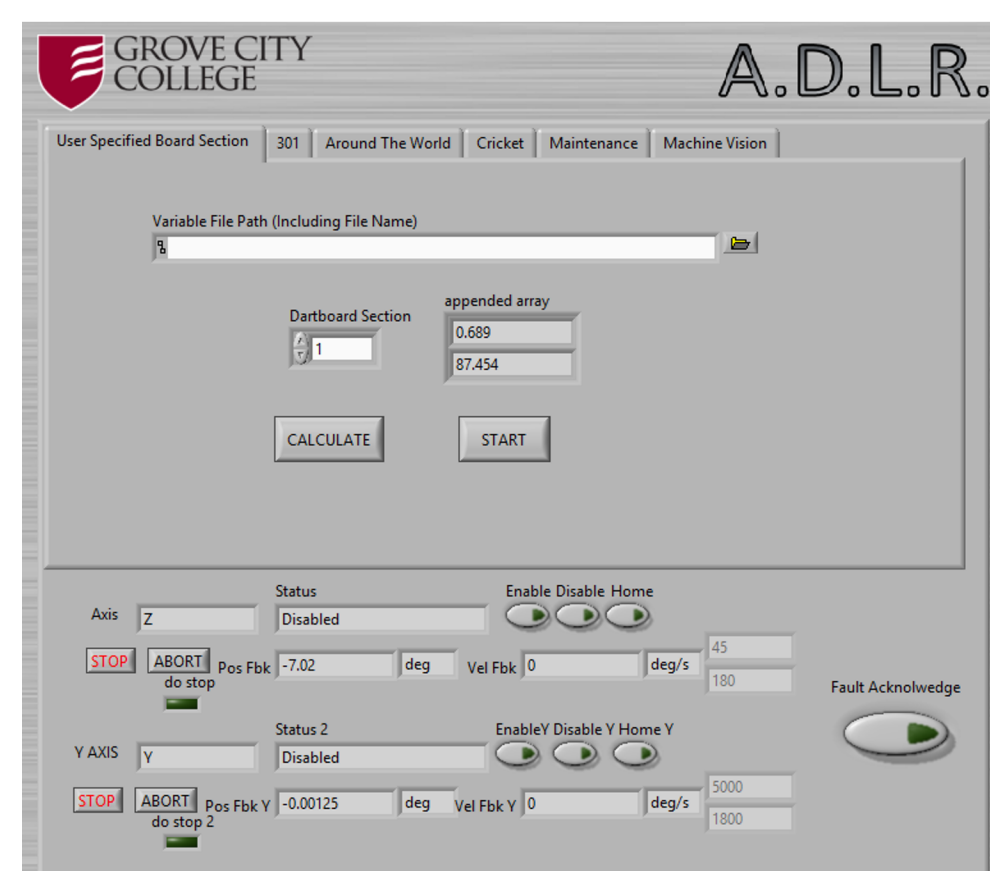 GROVE CITY
COLLEGE
A.D.L.R.
User Specified Board Section 301 Around The World Cricket Maintenance Machine Vision
Variable File Path (Including File Name)
Dartboard Section
1
appended array
0.689
87.454
CALCULATE START
Status Enable Disable Home
Axis Z Disabled
STOP ABORT Pos Fbk -7.02 deg Vel Fbk 0 deg/s 45
180
do stop
Fault Acknolwedge
Status 2 EnableY Disable Y Home Y
Y AXIS Y Disabled
STOP ABORT Pos Fbk Y -0.00125 deg Vel Fbk Y 0 deg/s 5000
1800
do stop 2